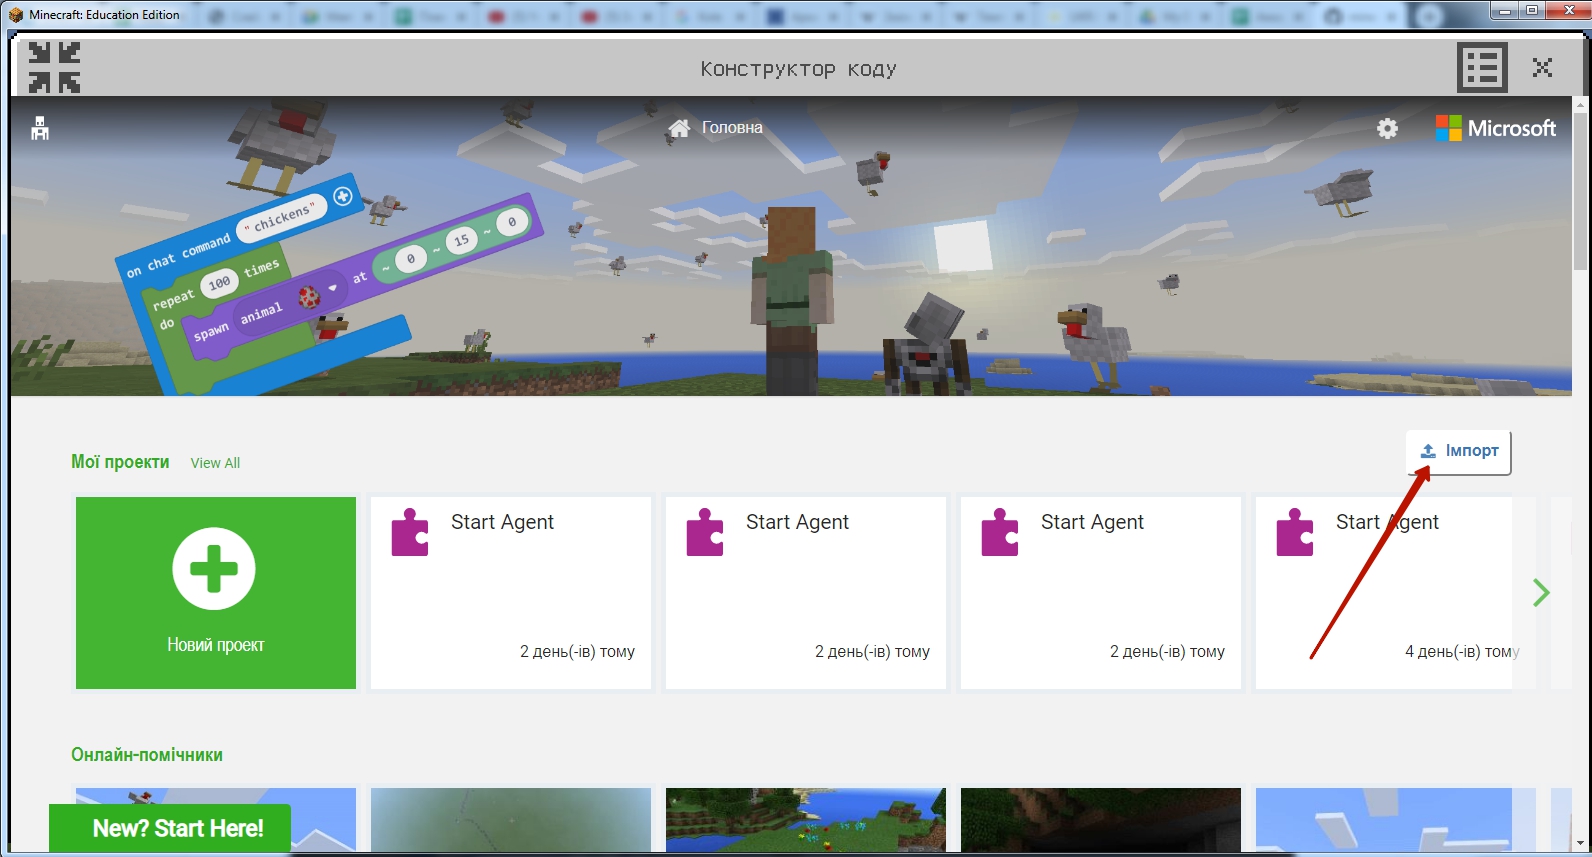 Minecraft: Education Edition
Конструктор коду
Головна
Microsoft
on chat command "chickens"
repeat 100 times
do
spawn animal at ~ 0 ~ 15 ~ 0
Мої проекти View All
Імпорт
Новий проект
Start Agent
2 день(-ів) тому
Start Agent
2 день(-ів) тому
Start Agent
2 день(-ів) тому
Start Agent
4 день(-ів) тому
Онлайн-помічники
New? Start Here!